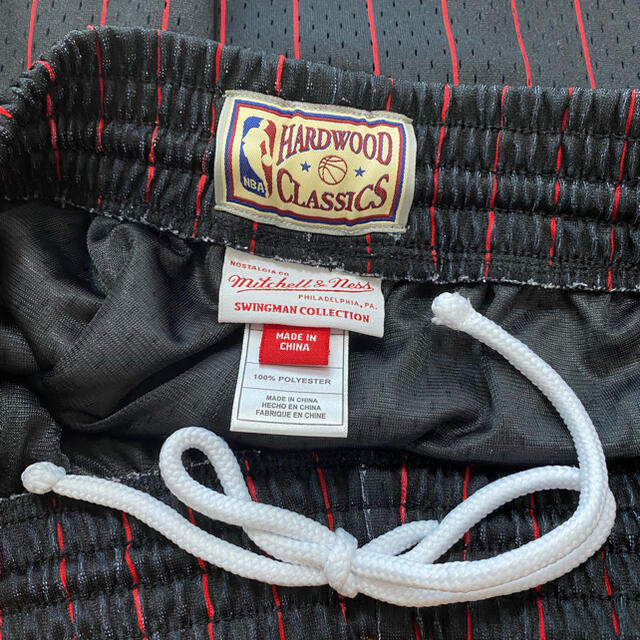 HARDWOOD
NBA
CLASSICS
NOSTALGIA CO.
Mitchell & Ness
PHILADELPHIA, PA.
SWINGMAN COLLECTION
MADE IN
CHINA
100% POLYESTER
MADE IN CHINA
HECHO EN CHINA
FABRIQUE EN CHINE